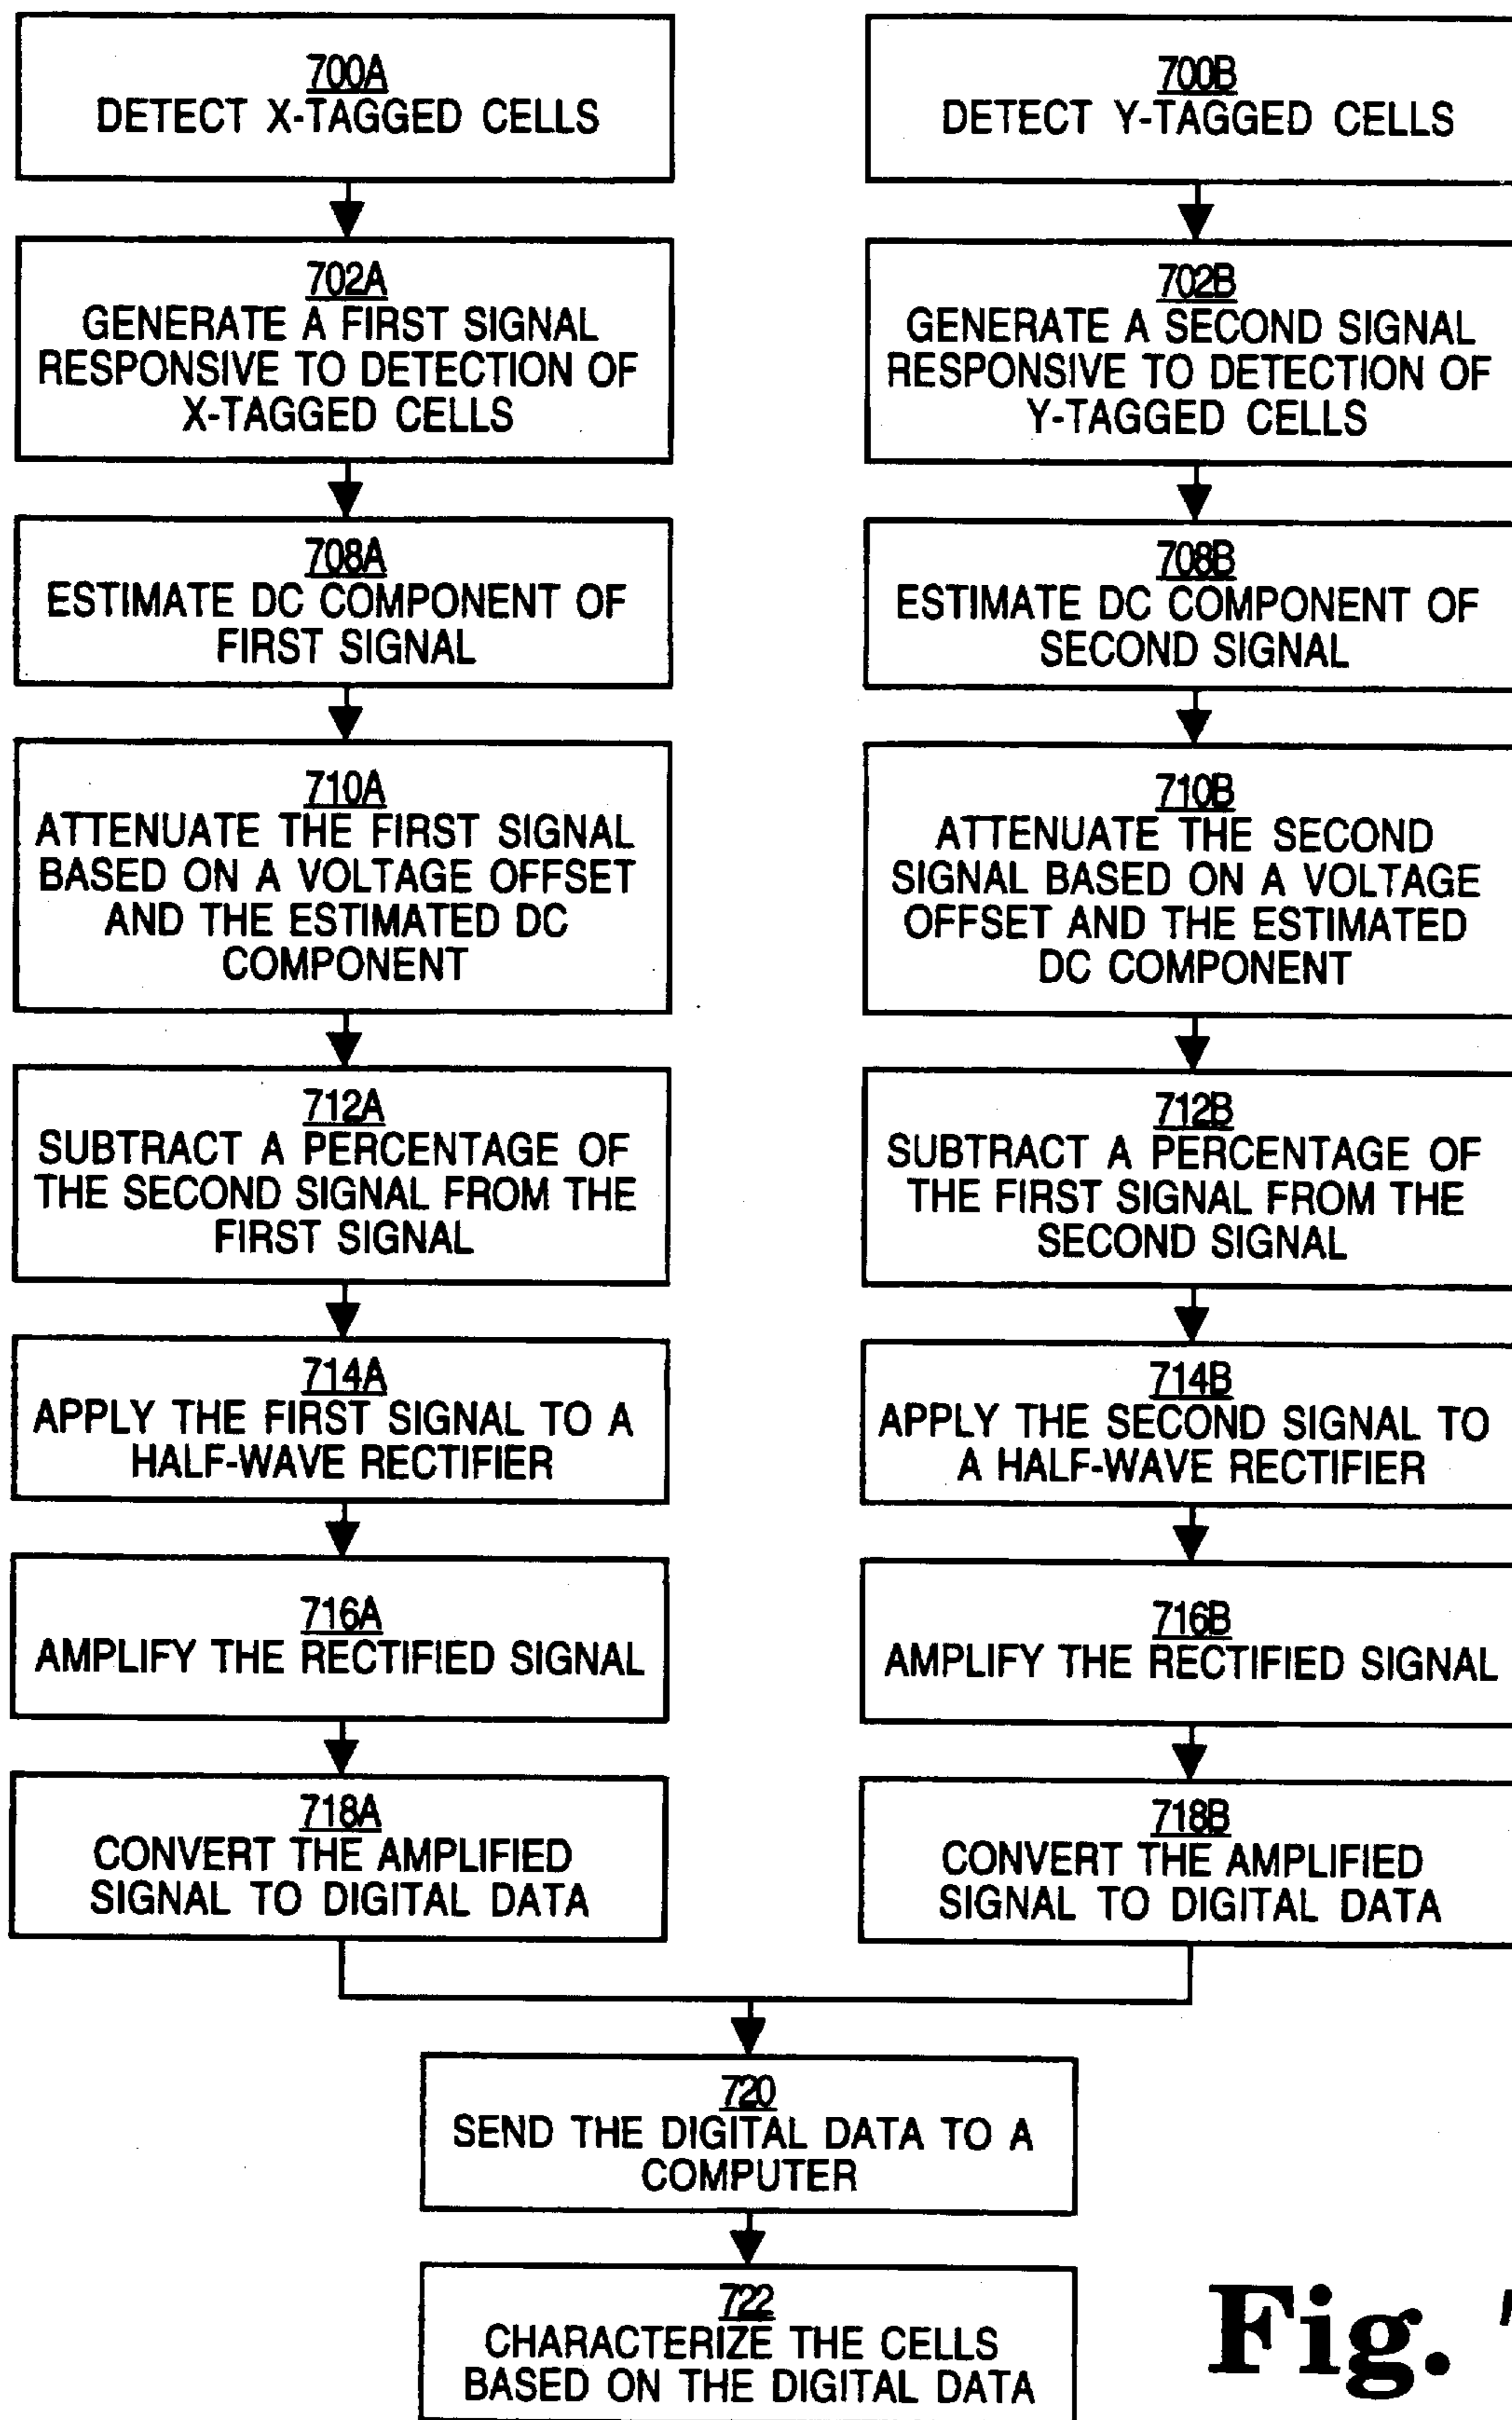 700A
DETECT X-TAGGED CELLS
702A
GENERATE A FIRST SIGNAL
RESPONSIVE TO DETECTION OF
X-TAGGED CELLS
708A
ESTIMATE DC COMPONENT OF
FIRST SIGNAL
710A
ATTENUATE THE FIRST SIGNAL
BASED ON A VOLTAGE OFFSET
AND THE ESTIMATED DC
COMPONENT
712A
SUBTRACT A PERCENTAGE OF
THE SECOND SIGNAL FROM THE
FIRST SIGNAL
714A
APPLY THE FIRST SIGNAL TO A
HALF-WAVE RECTIFIER
716A
AMPLIFY THE RECTIFIED SIGNAL
718A
CONVERT THE AMPLIFIED
SIGNAL TO DIGITAL DATA
700B
DETECT Y-TAGGED CELLS
702B
GENERATE A SECOND SIGNAL
RESPONSIVE TO DETECTION OF
Y-TAGGED CELLS
708B
ESTIMATE DC COMPONENT OF
SECOND SIGNAL
710B
ATTENUATE THE SECOND
SIGNAL BASED ON A VOLTAGE
OFFSET AND THE ESTIMATED
DC COMPONENT
712B
SUBTRACT A PERCENTAGE OF
THE FIRST SIGNAL FROM THE
SECOND SIGNAL
714B
APPLY THE SECOND SIGNAL TO
A HALF-WAVE RECTIFIER
716B
AMPLIFY THE RECTIFIED SIGNAL
718B
CONVERT THE AMPLIFIED
SIGNAL TO DIGITAL DATA
720
SEND THE DIGITAL DATA TO A
COMPUTER
722
CHARACTERIZE THE CELLS
BASED ON THE DIGITAL DATA
Fig.